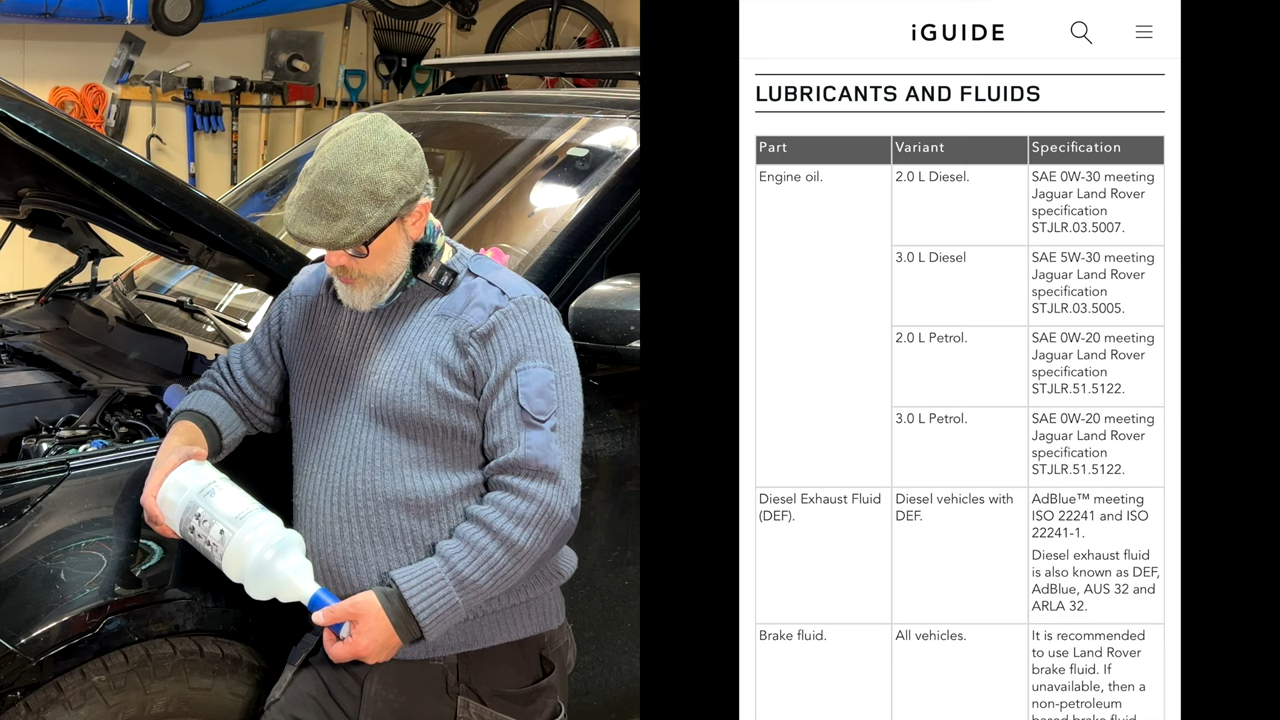 iGUIDE
LUBRICANTS AND FLUIDS
Part
Variant
Specification
Engine oil.
2.0 L Diesel.
SAE 0W-30 meeting
Jaguar Land Rover
specification
STJLR.03.5007.
3.0 L Diesel
SAE 5W-30 meeting
Jaguar Land Rover
specification
STJLR.03.5005.
2.0 L Petrol.
SAE 0W-20 meeting
Jaguar Land Rover
specification
STJLR.51.5122.
3.0 L Petrol.
SAE 0W-20 meeting
Jaguar Land Rover
specification
STJLR.51.5122.
Diesel Exhaust Fluid
(DEF).
Diesel vehicles with
DEF.
AdBlue™ meeting
ISO 22241 and ISO
22241-1.
Diesel exhaust fluid
is also known as DEF,
AdBlue, AUS 32 and
ARLA 32.
Brake fluid.
All vehicles.
It is recommended
to use Land Rover
brake fluid. If
unavailable, then a
non-petroleum
based brake fluid